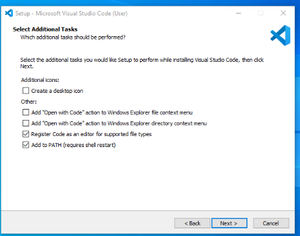 Setup - Microsoft Visual Studio Code (User)
Select Additional Tasks
Which additional tasks should be performed?
Select the additional tasks you would like Setup to perform while installing Visual Studio Code, then click
Next.
Additional icons:
Create a desktop icon
Other:
Add "Open with Code" action to Windows Explorer file context menu
Add "Open with Code" action to Windows Explorer directory context menu
Register Code as an editor for supported file types
Add to PATH (requires shell restart)
< Back
Next >
Cancel